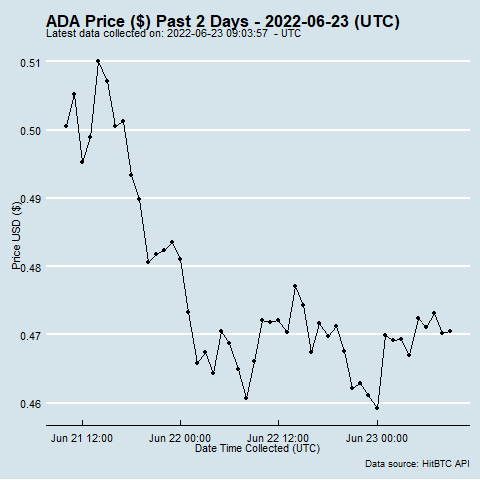 ADA Price ($) Past 2 Days - 2022-06-23 (UTC)
Latest data collected on: 2022-06-23 09:03:57 - UTC
0.51
0.50
0.49
0.48
0.47
0.46
Price USD ($)
Jun 21 12:00
Jun 22 00:00
Jun 22 12:00
Jun 23 00:00
Date Time Collected (UTC)
Data source: HitBTC API